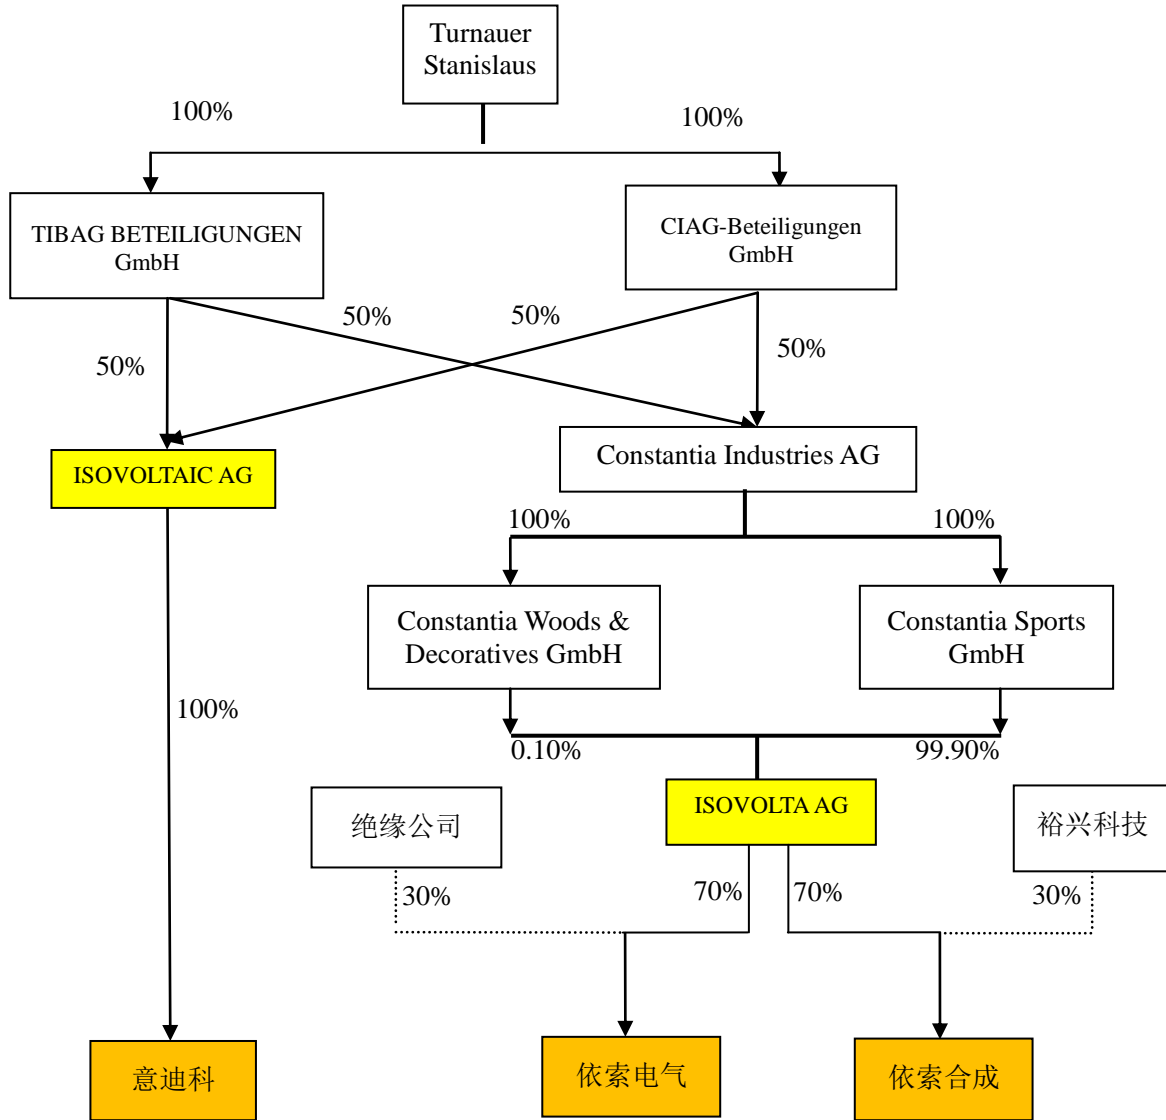 Turnauer
Stanislaus
100%
100%
TIBAG BETEILIGUNGEN
GmbH
CIAG-Beteiligungen
GmbH
50%
50%
50%
50%
ISOVOLTAIC AG
Constantia Industries AG
100%
100%
Constantia Woods &
Decoratives GmbH
Constantia Sports
GmbH
100%
0.10%
99.90%
绝缘公司
ISOVOLTA AG
裕兴科技
30%
70%
70%
30%
意迪科
依索电气
依索合成